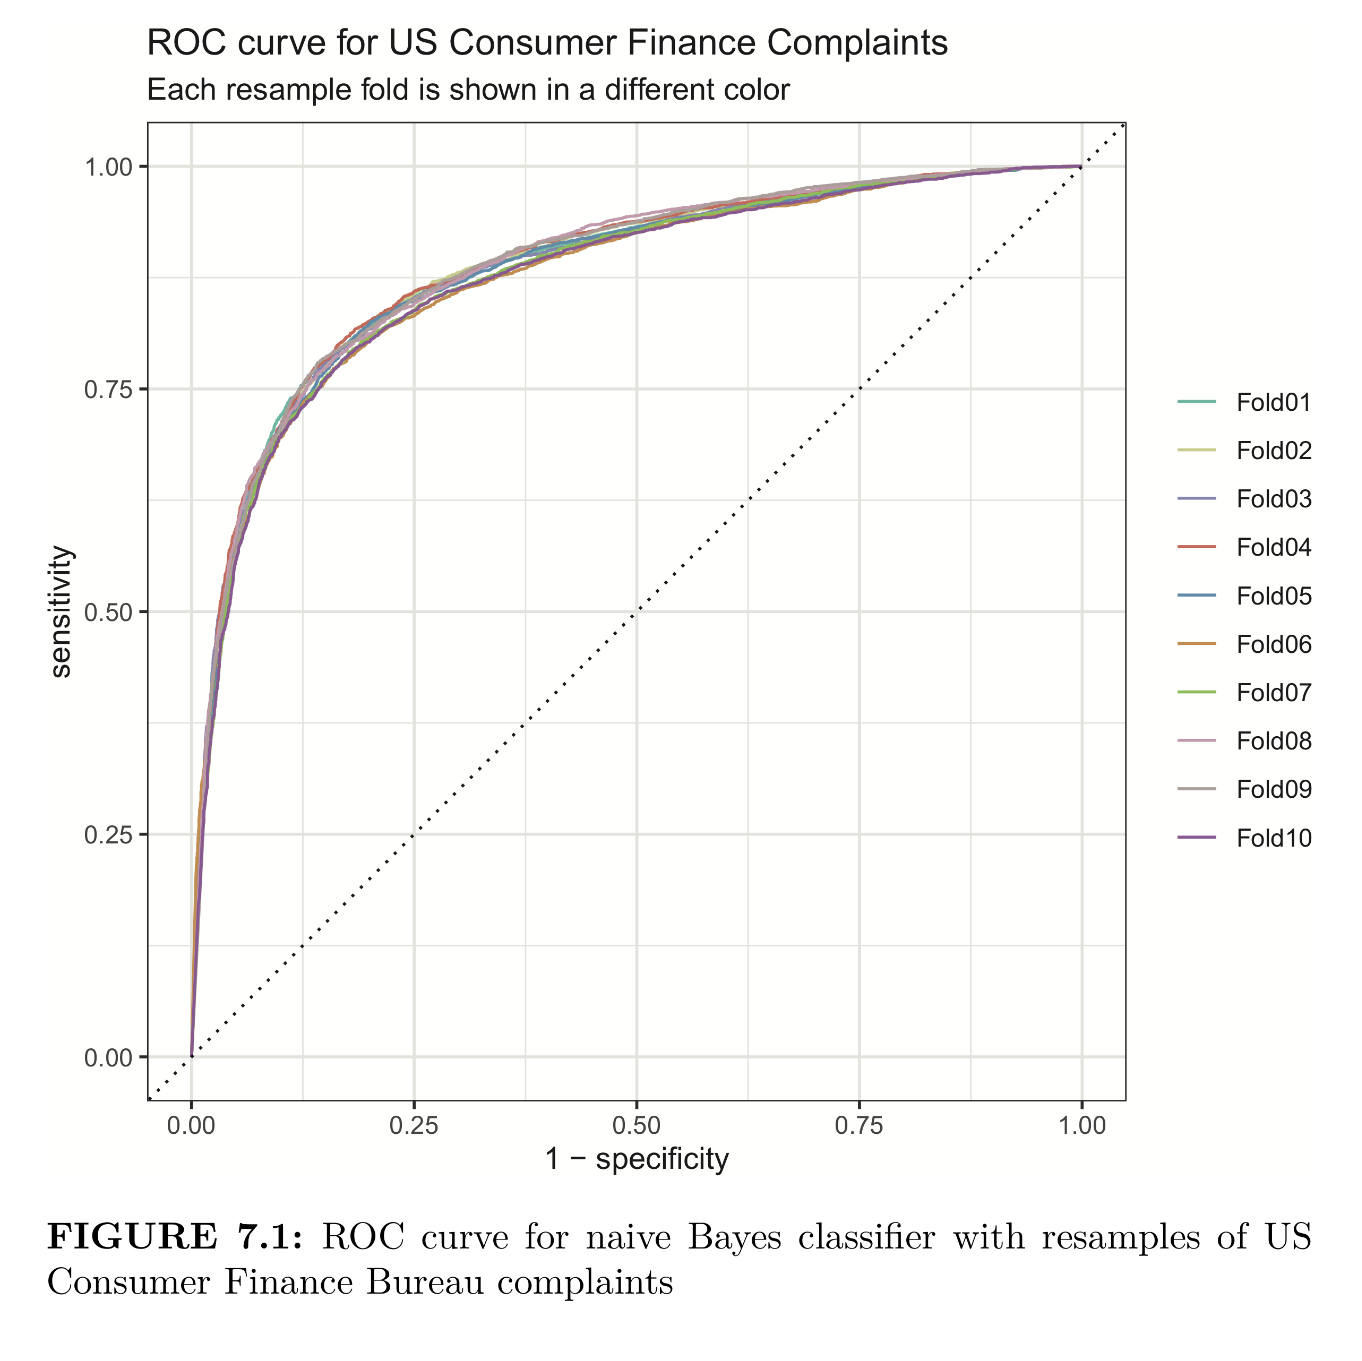 ROC curve for US Consumer Finance Complaints
Each resample fold is shown in a different color
1.00
0.75
0.50
0.25
0.00
sensitivity
0.00 0.25 0.50 0.75 1.00
1 − specificity
Fold01
Fold02
Fold03
Fold04
Fold05
Fold06
Fold07
Fold08
Fold09
Fold10
FIGURE 7.1: ROC curve for naive Bayes classifier with resamples of US
Consumer Finance Bureau complaints